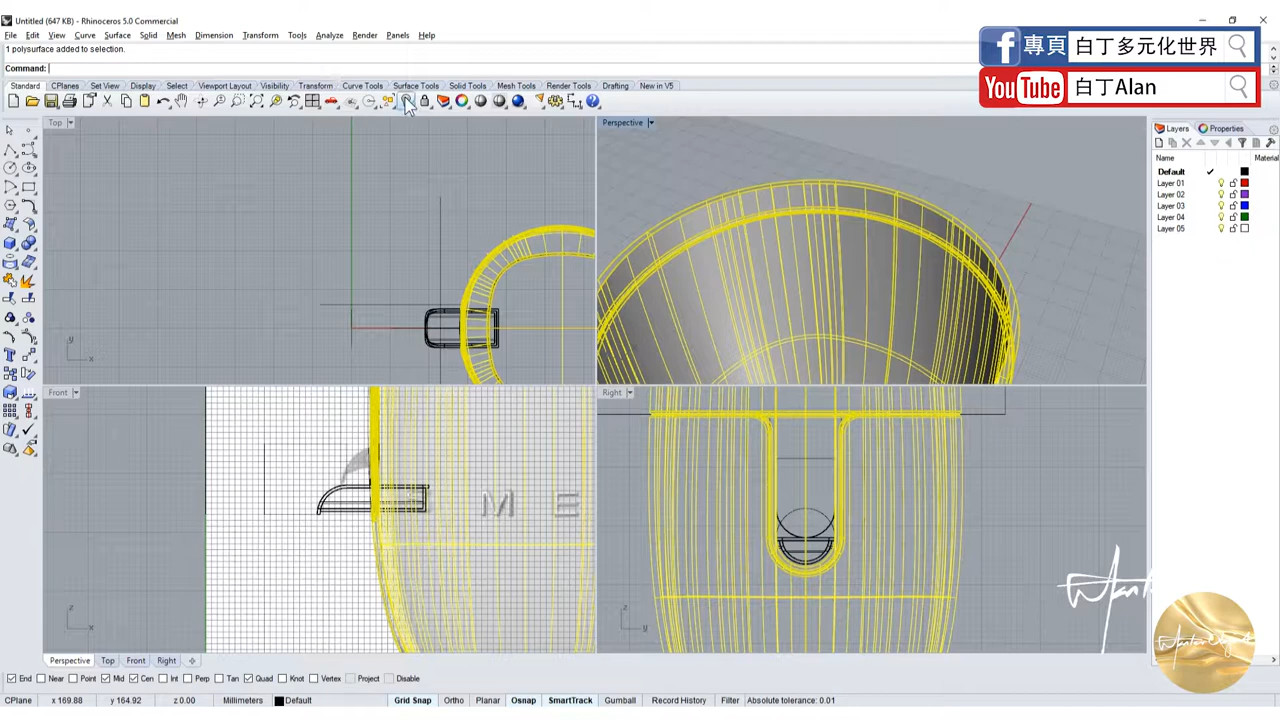 Untitled (647 KB) - Rhinoceros 5.0 Commercial
File Edit View Curve Surface Solid Mesh Dimension Transform Tools Analyze Render Panels Help
1 polysurface added to selection.
Command:
專頁 白丁多元化世界
YouTube 白丁Alan
Standard CPlanes Set View Display Select Viewport Layout Visibility Transform Curve Tools Surface Tools Solid Tools Mesh Tools Render Tools Drafting New in V5
Top
Perspective
Layers Properties
Name Material
Default
Layer 01
Layer 02
Layer 03
Layer 04
Layer 05
y
x
Front
Right
M E
z
x
z
y
Perspective Top Front Right
End Near Point Mid Cen Int Perp Tan Quad Knot Vertex Project Disable
CPlane x 169.88 y 164.92 z 0.00 Millimeters Default Grid Snap Ortho Planar Osnap SmartTrack Gumball Record History Filter Absolute tolerance: 0.01